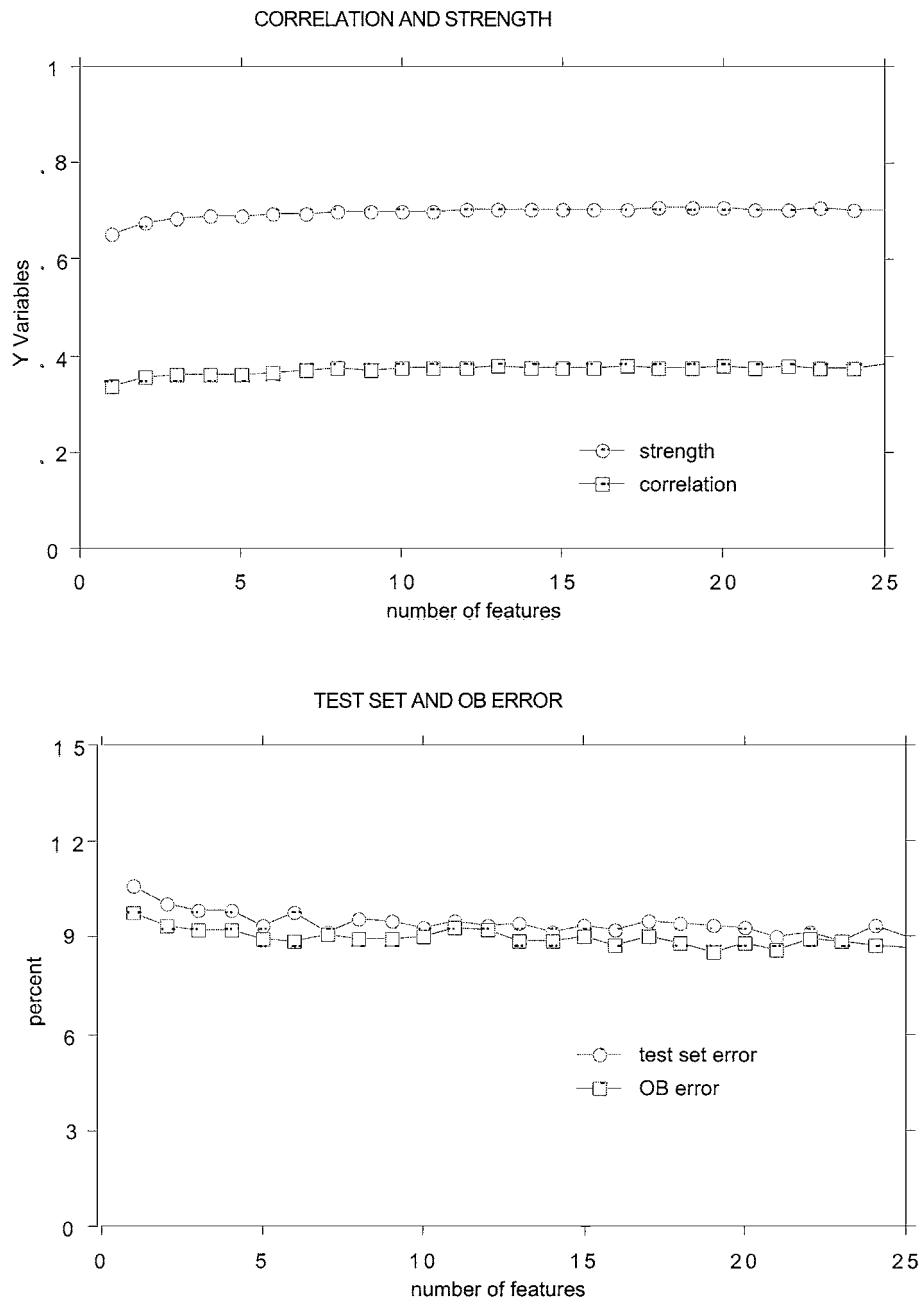 CORRELATION AND STRENGTH
1
. 8
. 6
. 4
. 2
0
Y Variables
strength
correlation
0 5 10 15 20 25
number of features
TEST SET AND OB ERROR
15
12
9
6
3
0
percent
test set error
OB error
0 5 10 15 20 25
number of features